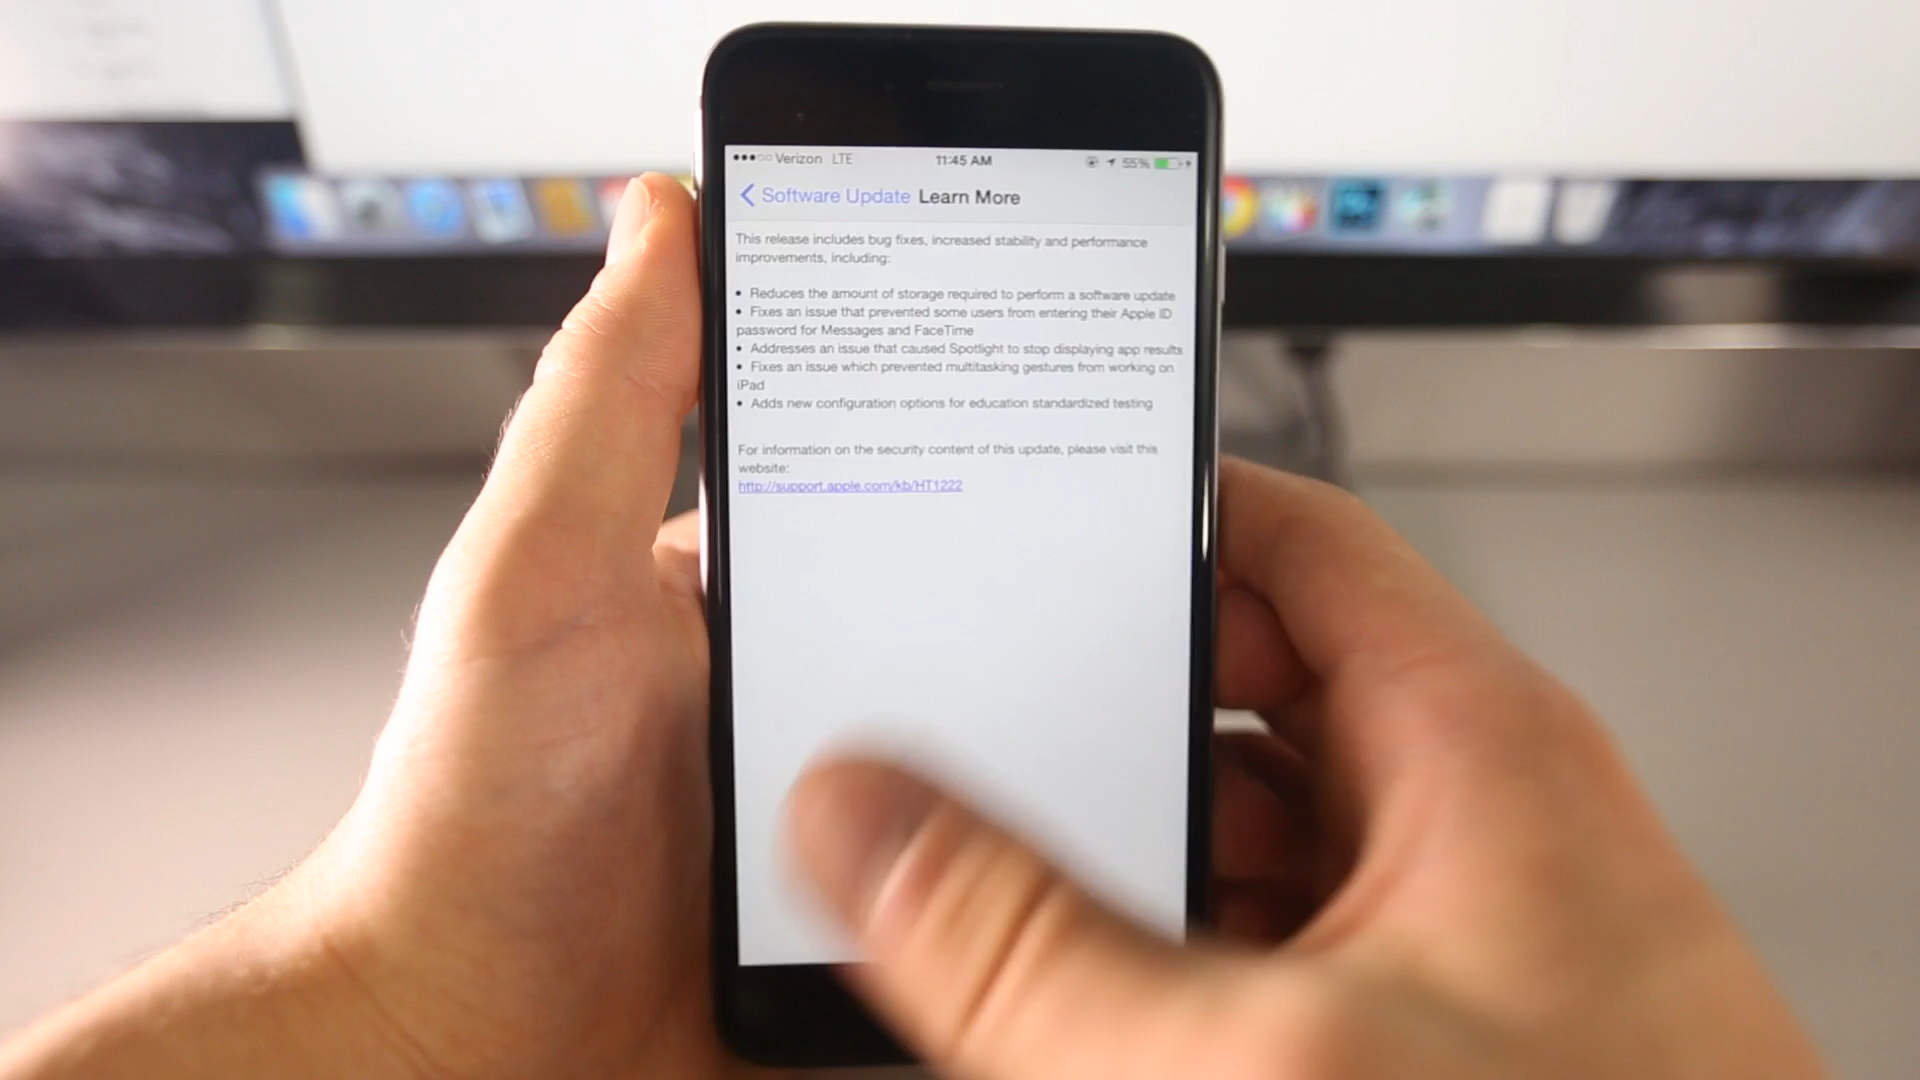 Verizon LTE 11:45 AM 55%
Software Update Learn More
This release includes bug fixes, increased stability and performance
improvements, including:
• Reduces the amount of storage required to perform a software update
• Fixes an issue that prevented some users from entering their Apple ID
password for Messages and FaceTime
• Addresses an issue that caused Spotlight to stop displaying app results
• Fixes an issue which prevented multitasking gestures from working on
iPad
• Adds new configuration options for education standardized testing
For information on the security content of this update, please visit this
website:
http://support.apple.com/kb/HT1222